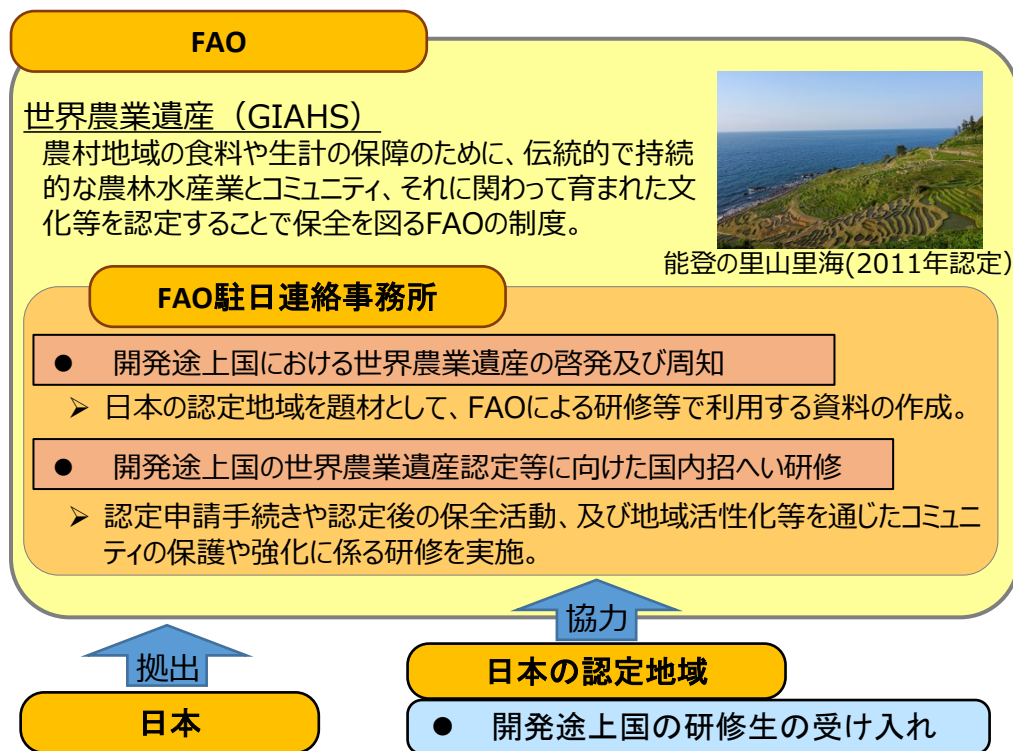 FAO
世界農業遺産（GIAHS）
農村地域の食料や生計の保障のために、伝統的で持続
的な農林水産業とコミュニティ、それに関わって育まれた文
化等を認定することで保全を図るFAOの制度。
能登の里山里海(2011年認定)
FAO駐日連絡事務所
● 開発途上国における世界農業遺産の啓発及び周知
➢ 日本の認定地域を題材として、FAOによる研修等で利用する資料の作成。
● 開発途上国の世界農業遺産認定等に向けた国内招へい研修
➢ 認定申請手続きや認定後の保全活動、及び地域活性化等を通じたコミュニ
ティの保護や強化に係る研修を実施。
拠出
協力
日本
日本の認定地域
● 開発途上国の研修生の受け入れ